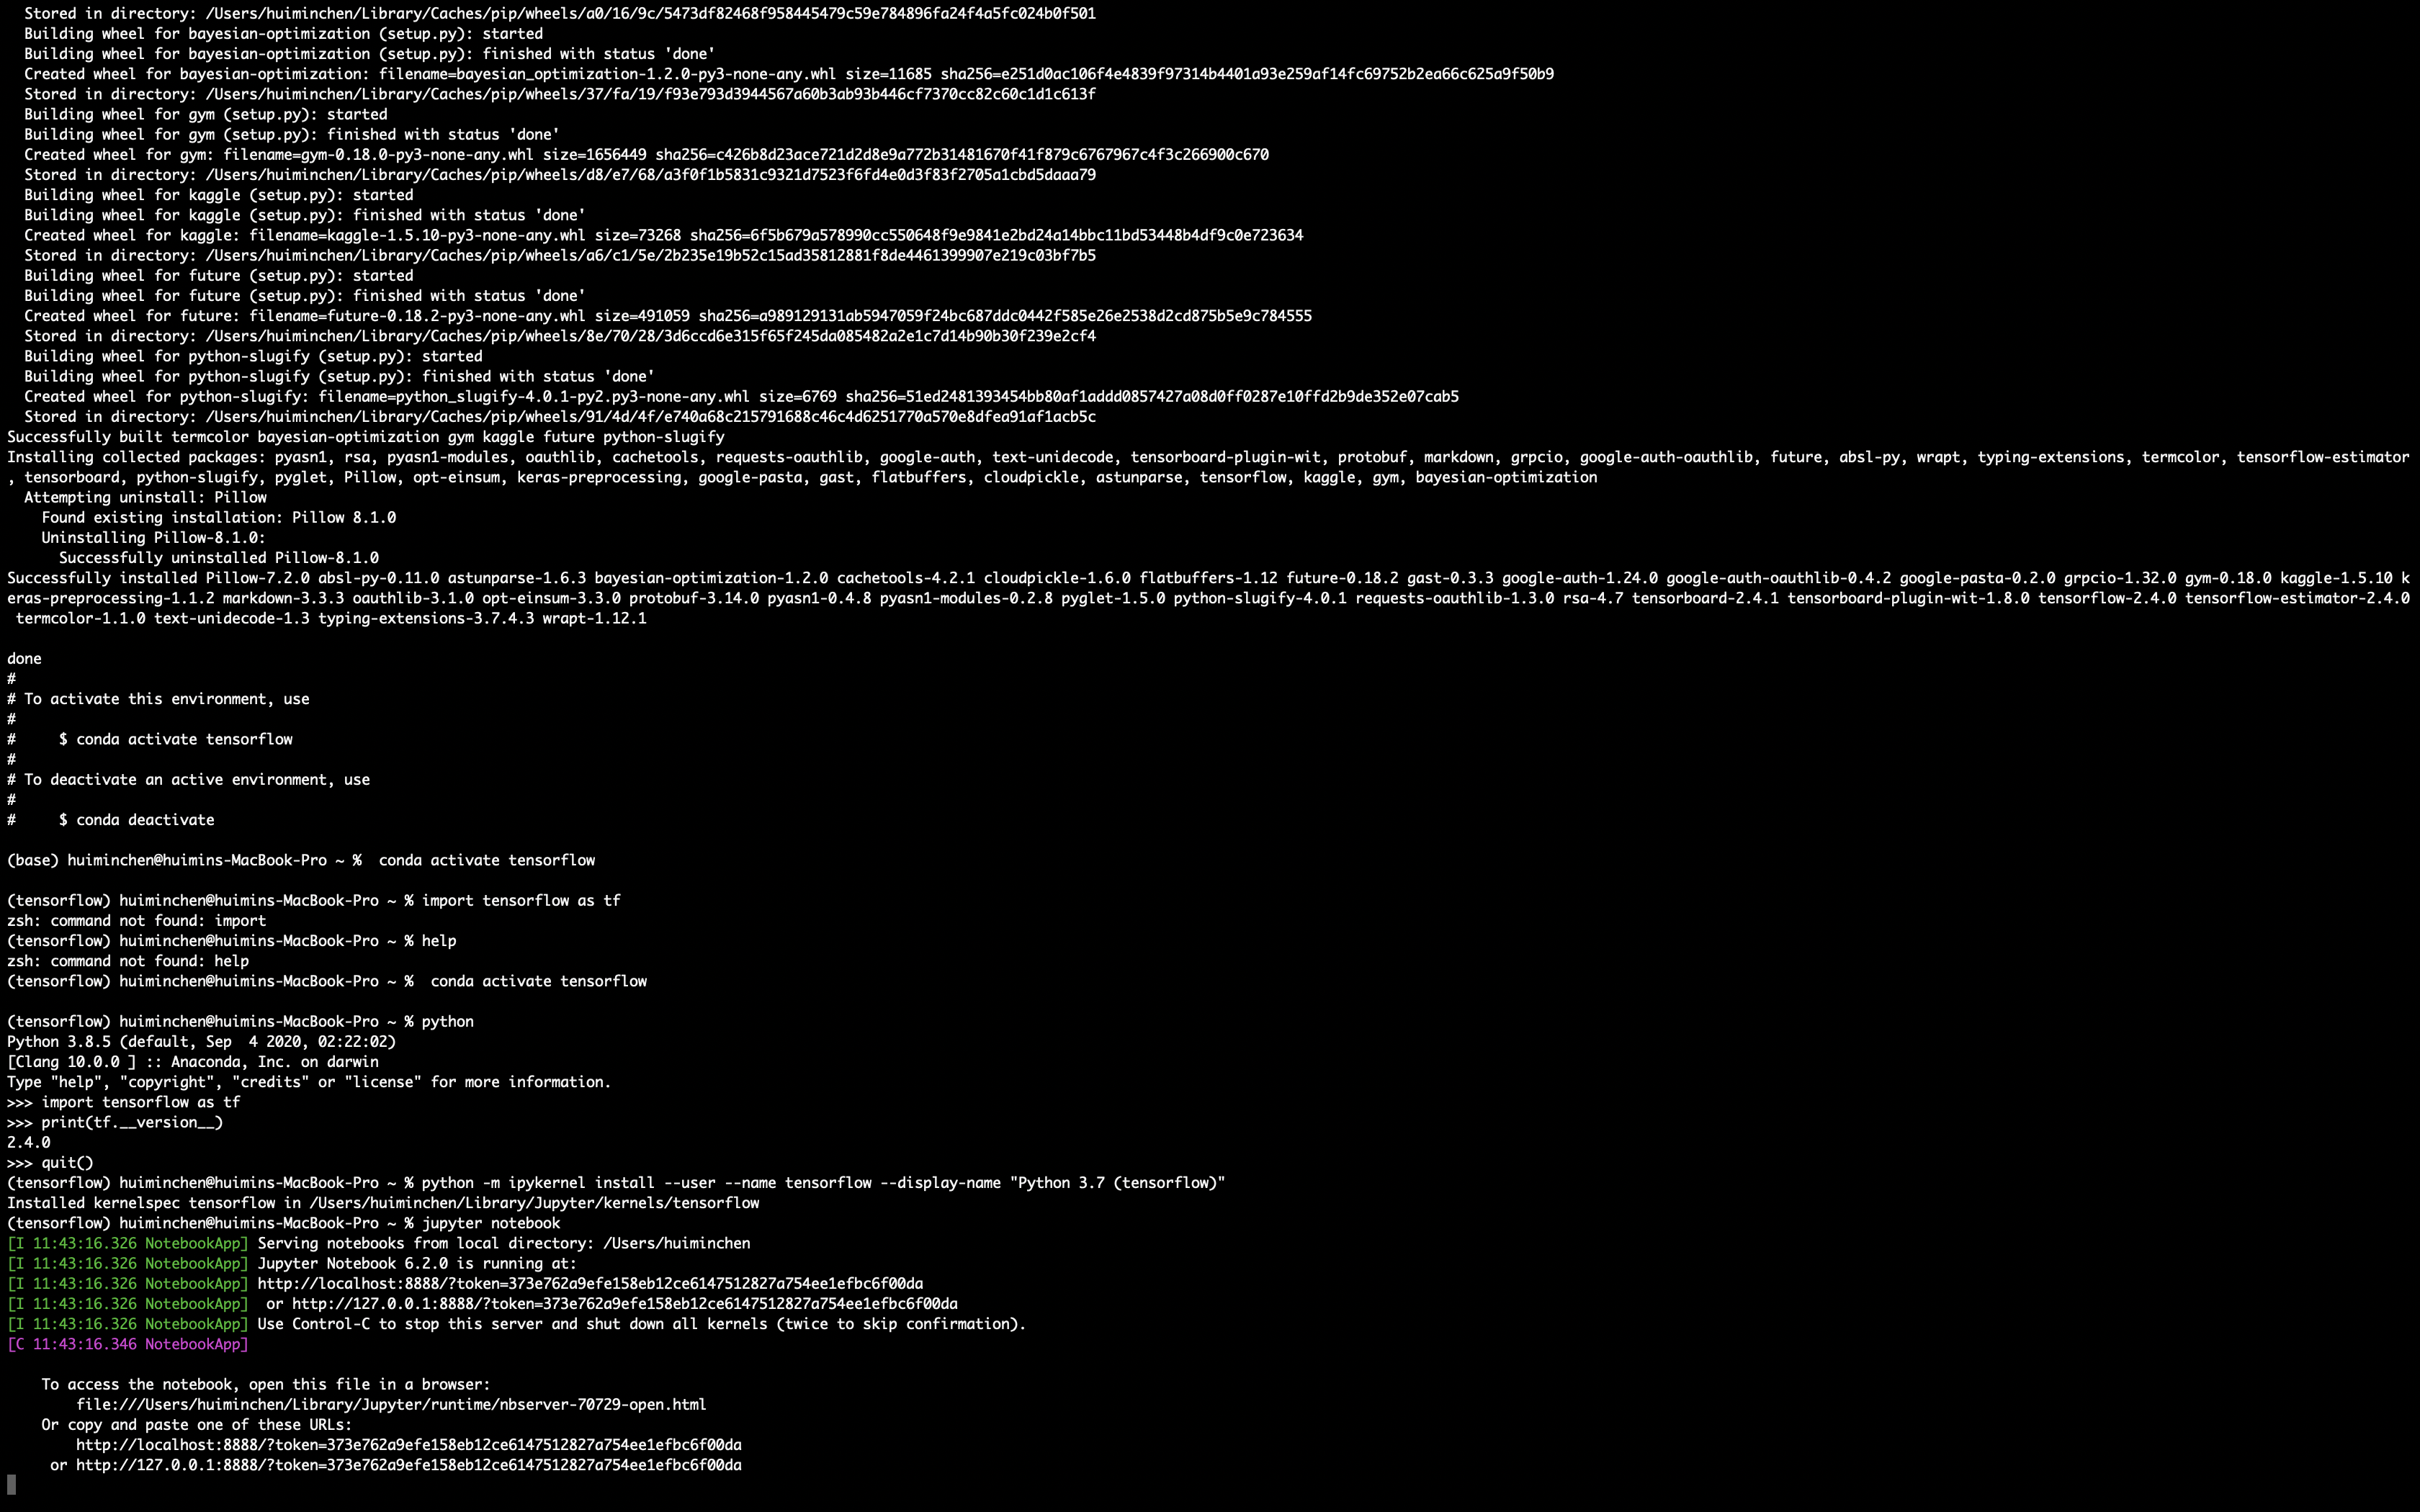 Stored in directory: /Users/huiminchen/Library/Caches/pip/wheels/a0/16/9c/5473df82468f958445479c59e784896fa24f4a5fc024b0f501
  Building wheel for bayesian-optimization (setup.py): started
  Building wheel for bayesian-optimization (setup.py): finished with status 'done'
  Created wheel for bayesian-optimization: filename=bayesian_optimization-1.2.0-py3-none-any.whl size=11685 sha256=e251d0ac106f4e4839f97314b4401a93e259af14fc69752b2ea66c625a9f50b9
  Stored in directory: /Users/huiminchen/Library/Caches/pip/wheels/37/fa/19/f93e793d3944567a60b3ab93b446cf7370cc82c60c1d1c613f
  Building wheel for gym (setup.py): started
  Building wheel for gym (setup.py): finished with status 'done'
  Created wheel for gym: filename=gym-0.18.0-py3-none-any.whl size=1656449 sha256=c426b8d23ace721d2d8e9a772b31481670f41f879c6767967c4f3c266900c670
  Stored in directory: /Users/huiminchen/Library/Caches/pip/wheels/d8/e7/68/a3f0f1b5831c9321d7523f6fd4e0d3f83f2705a1cbd5daaa79
  Building wheel for kaggle (setup.py): started
  Building wheel for kaggle (setup.py): finished with status 'done'
  Created wheel for kaggle: filename=kaggle-1.5.10-py3-none-any.whl size=73268 sha256=6f5b679a578990cc550648f9e9841e2bd24a14bbc11bd53448b4df9c0e723634
  Stored in directory: /Users/huiminchen/Library/Caches/pip/wheels/a6/c1/5e/2b235e19b52c15ad35812881f8de4461399907e219c03bf7b5
  Building wheel for future (setup.py): started
  Building wheel for future (setup.py): finished with status 'done'
  Created wheel for future: filename=future-0.18.2-py3-none-any.whl size=491059 sha256=a989129131ab5947059f24bc687ddc0442f585e26e2538d2cd875b5e9c784555
  Stored in directory: /Users/huiminchen/Library/Caches/pip/wheels/8e/70/28/3d6ccd6e315f65f245da085482a2e1c7d14b90b30f239e2cf4
  Building wheel for python-slugify (setup.py): started
  Building wheel for python-slugify (setup.py): finished with status 'done'
  Created wheel for python-slugify: filename=python_slugify-4.0.1-py2.py3-none-any.whl size=6769 sha256=51ed2481393454bb80af1addd0857427a08d0ff0287e10ffd2b9de352e07cab5
  Stored in directory: /Users/huiminchen/Library/Caches/pip/wheels/91/4d/4f/e740a68c215791688c46c4d6251770a570e8dfea91af1acb5c
Successfully built termcolor bayesian-optimization gym kaggle future python-slugify
Installing collected packages: pyasn1, rsa, pyasn1-modules, oauthlib, cachetools, requests-oauthlib, google-auth, text-unidecode, tensorboard-plugin-wit, protobuf, markdown, grpcio, google-auth-oauthlib, future, absl-py, wrapt, typing-extensions, termcolor, tensorflow-estimator
, tensorboard, python-slugify, pyglet, Pillow, opt-einsum, keras-preprocessing, google-pasta, gast, flatbuffers, cloudpickle, astunparse, tensorflow, kaggle, gym, bayesian-optimization
  Attempting uninstall: Pillow
    Found existing installation: Pillow 8.1.0
    Uninstalling Pillow-8.1.0:
      Successfully uninstalled Pillow-8.1.0
Successfully installed Pillow-7.2.0 absl-py-0.11.0 astunparse-1.6.3 bayesian-optimization-1.2.0 cachetools-4.2.1 cloudpickle-1.6.0 flatbuffers-1.12 future-0.18.2 gast-0.3.3 google-auth-1.24.0 google-auth-oauthlib-0.4.2 google-pasta-0.2.0 grpcio-1.32.0 gym-0.18.0 kaggle-1.5.10 k
eras-preprocessing-1.1.2 markdown-3.3.3 oauthlib-3.1.0 opt-einsum-3.3.0 protobuf-3.14.0 pyasn1-0.4.8 pyasn1-modules-0.2.8 pyglet-1.5.0 python-slugify-4.0.1 requests-oauthlib-1.3.0 rsa-4.7 tensorboard-2.4.1 tensorboard-plugin-wit-1.8.0 tensorflow-2.4.0 tensorflow-estimator-2.4.0
 termcolor-1.1.0 text-unidecode-1.3 typing-extensions-3.7.4.3 wrapt-1.12.1

done
#
# To activate this environment, use
#
#     $ conda activate tensorflow
#
# To deactivate an active environment, use
#
#     $ conda deactivate

(base) huiminchen@huimins-MacBook-Pro ~ %  conda activate tensorflow

(tensorflow) huiminchen@huimins-MacBook-Pro ~ % import tensorflow as tf
zsh: command not found: import
(tensorflow) huiminchen@huimins-MacBook-Pro ~ % help
zsh: command not found: help
(tensorflow) huiminchen@huimins-MacBook-Pro ~ %  conda activate tensorflow

(tensorflow) huiminchen@huimins-MacBook-Pro ~ % python
Python 3.8.5 (default, Sep  4 2020, 02:22:02)
[Clang 10.0.0 ] :: Anaconda, Inc. on darwin
Type "help", "copyright", "credits" or "license" for more information.
>>> import tensorflow as tf
>>> print(tf.__version__)
2.4.0
>>> quit()
(tensorflow) huiminchen@huimins-MacBook-Pro ~ % python -m ipykernel install --user --name tensorflow --display-name "Python 3.7 (tensorflow)"
Installed kernelspec tensorflow in /Users/huiminchen/Library/Jupyter/kernels/tensorflow
(tensorflow) huiminchen@huimins-MacBook-Pro ~ % jupyter notebook
[I 11:43:16.326 NotebookApp] Serving notebooks from local directory: /Users/huiminchen
[I 11:43:16.326 NotebookApp] Jupyter Notebook 6.2.0 is running at:
[I 11:43:16.326 NotebookApp] http://localhost:8888/?token=373e762a9efe158eb12ce6147512827a754ee1efbc6f00da
[I 11:43:16.326 NotebookApp]  or http://127.0.0.1:8888/?token=373e762a9efe158eb12ce6147512827a754ee1efbc6f00da
[I 11:43:16.326 NotebookApp] Use Control-C to stop this server and shut down all kernels (twice to skip confirmation).
[C 11:43:16.346 NotebookApp]

    To access the notebook, open this file in a browser:
        file:///Users/huiminchen/Library/Jupyter/runtime/nbserver-70729-open.html
    Or copy and paste one of these URLs:
        http://localhost:8888/?token=373e762a9efe158eb12ce6147512827a754ee1efbc6f00da
     or http://127.0.0.1:8888/?token=373e762a9efe158eb12ce6147512827a754ee1efbc6f00da